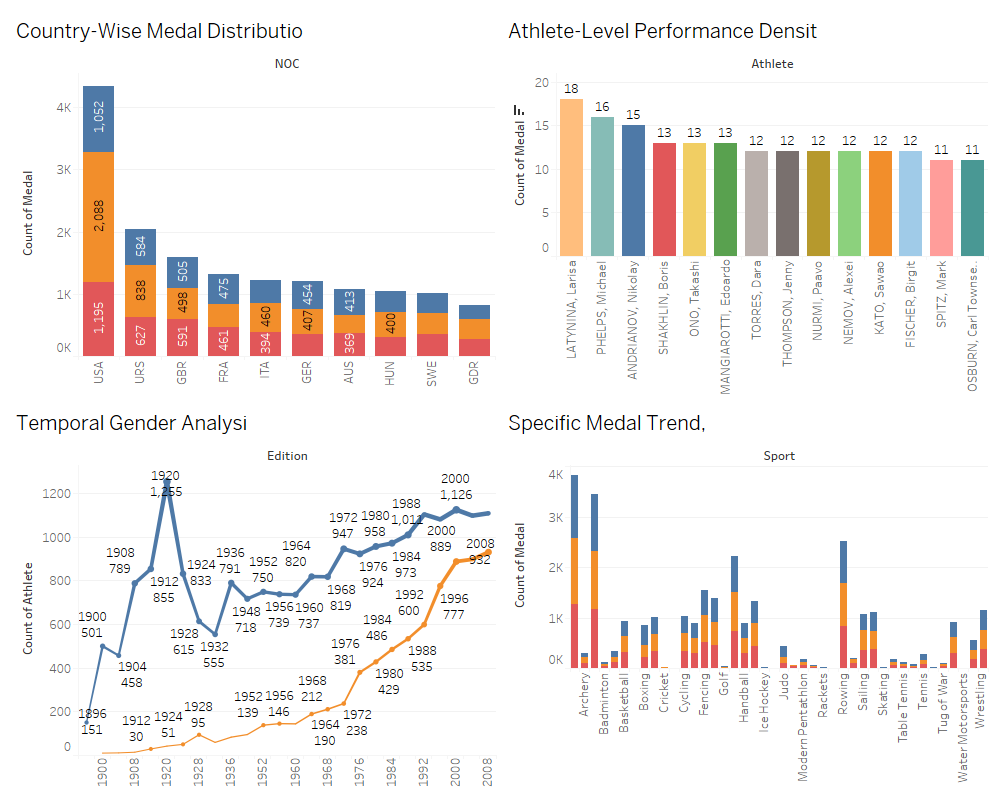 Country-Wise Medal Distributio
NOC
Count of Medal
4K
3K
2K
1K
0K
1,052
2,088
1,195
584
838
627
505
498
591
475
461
460
394
454
407
413
369
400
USA
URS
GBR
FRA
ITA
GER
AUS
HUN
SWE
GDR
Athlete-Level Performance Densit
Athlete
Count of Medal
20
15
10
5
0
18
16
15
13
13
13
12
12
12
12
12
12
11
11
LATYNINA, Larisa
PHELPS, Michael
ANDRIANOV, Nikolay
SHAKHLIN, Boris
ONO, Takashi
MANGIAROTTI, Edoardo
TORRES, Dara
THOMPSON, Jenny
NURMI, Paavo
NEMOV, Alexei
KATO, Sawao
FISCHER, Birgit
SPITZ, Mark
OSBURN, Carl Townse..
Temporal Gender Analysi
Edition
Count of Athlete
1200
1000
800
600
400
200
0
1896
151
1900
501
1904
458
1908
789
1912
855
1920
1,255
1924
833
1928
615
1932
555
1936
791
1948
718
1952
750
1956
739
1960
737
1964
820
1968
819
1972
947
1976
924
1980
958
1984
973
1988
1,011
2000
1,126
1912
30
1924
51
1928
95
1952
139
1956
146
1964
190
1968
212
1972
238
1976
381
1980
429
1984
486
1988
535
1992
600
1996
777
2000
889
2008
932
1900
1908
1920
1928
1936
1952
1960
1968
1976
1984
1992
2000
2008
Specific Medal Trend,
Sport
Count of Medal
4K
3K
2K
1K
0K
Archery
Badminton
Basketball
Boxing
Cricket
Cycling
Fencing
Golf
Handball
Ice Hockey
Judo
Modern Pentathlon
Rackets
Rowing
Sailing
Skating
Table Tennis
Tennis
Tug of War
Water Motorsports
Wrestling